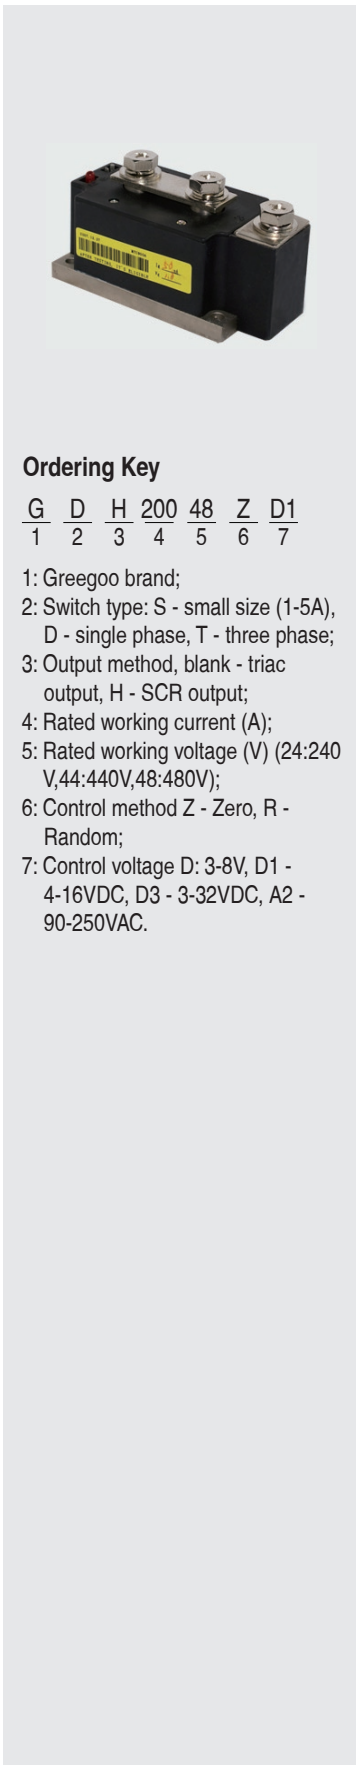 Ordering Key
G D H 200 48 Z D1
1 2 3 4 5 6 7
1: Greegoo brand;
2: Switch type: S - small size (1-5A),
D - single phase, T - three phase;
3: Output method, blank - triac
output, H - SCR output;
4: Rated working current (A);
5: Rated working voltage (V) (24:240
V,44:440V,48:480V);
6: Control method Z - Zero, R -
Random;
7: Control voltage D: 3-8V, D1 -
4-16VDC, D3 - 3-32VDC, A2 -
90-250VAC.